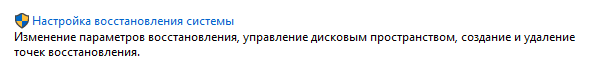 Настройка восстановления системы
Изменение параметров восстановления, управление дисковым пространством, создание и удаление
точек восстановления.